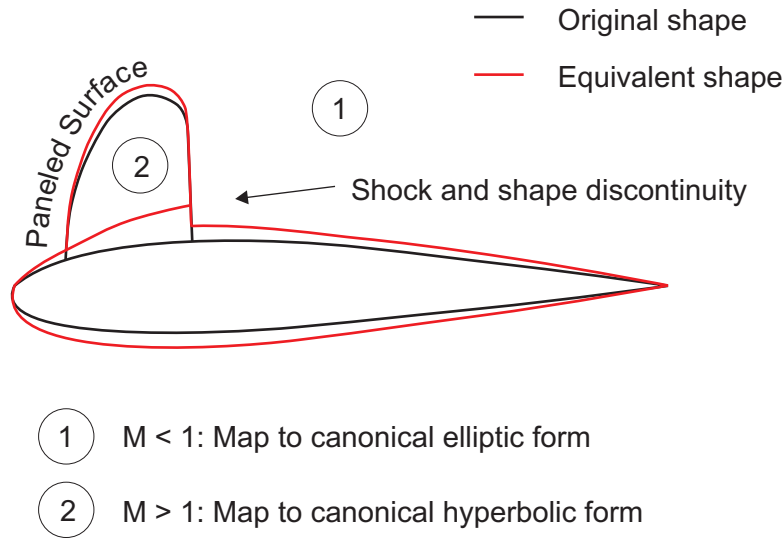 Original shape
Equivalent shape
Paneled Surface
1
2
Shock and shape discontinuity
1 M < 1: Map to canonical elliptic form
2 M > 1: Map to canonical hyperbolic form